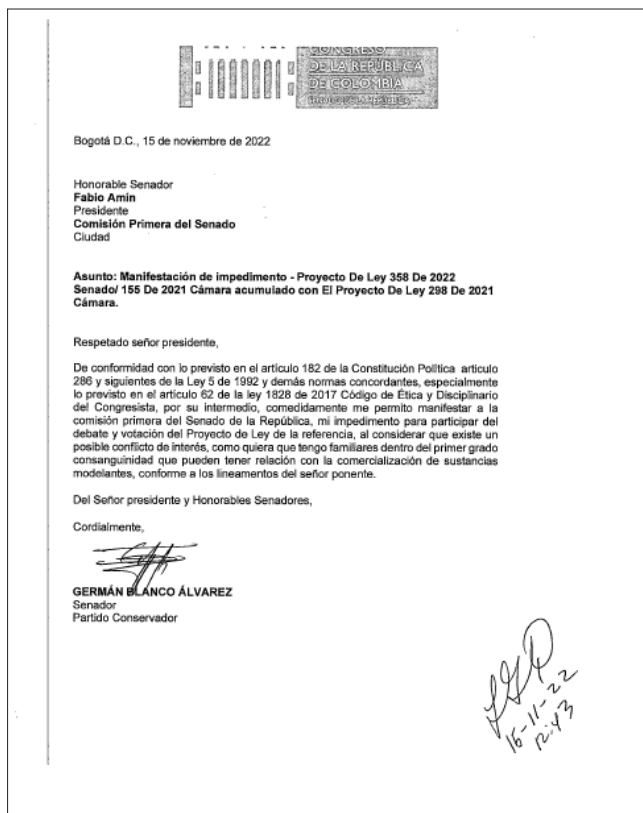 CONGRESO
DE LA REPÚBLICA
DE COLOMBIA
Bogotá D.C., 15 de noviembre de 2022
Honorable Senador
Fabio Amin
Presidente
Comisión Primera del Senado
Ciudad
Asunto: Manifestación de impedimento - Proyecto De Ley 358 De 2022
Senado/ 155 De 2021 Cámara acumulado con El Proyecto De Ley 298 De 2021
Cámara.
Respetado señor presidente,
De conformidad con lo previsto en el artículo 182 de la Constitución Política artículo
286 y siguientes de la Ley 5 de 1992 y demás normas concordantes, especialmente
lo previsto en el artículo 62 de la ley 1828 de 2017 Código de Ética y Disciplinario
del Congresista, por su intermedio, comedidamente me permito manifestar a la
comisión primera del Senado de la República, mi impedimento para participar del
debate y votación del Proyecto de Ley de la referencia, al considerar que existe un
posible conflicto de interés, como quiera que tengo familiares dentro del primer grado
consanguinidad que pueden tener relación con la comercialización de sustancias
modelantes, conforme a los lineamentos del señor ponente.
Del Señor presidente y Honorables Senadores,
Cordialmente,
GERMÁN BLANCO ÁLVAREZ
Senador
Partido Conservador
16-11-22
12:43